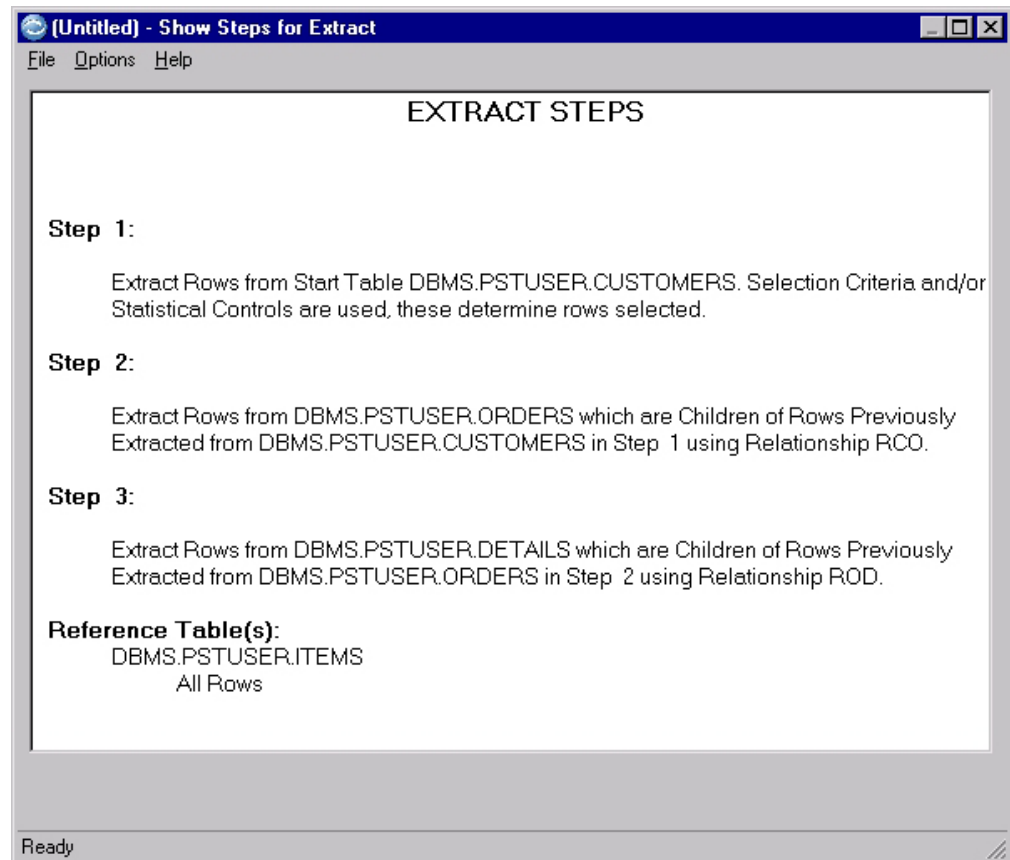 (Untitled) - Show Steps for Extract
File Options Help
EXTRACT STEPS
Step 1:
Extract Rows from Start Table DBMS.PSTUSER.CUSTOMERS. Selection Criteria and/or
Statistical Controls are used, these determine rows selected.
Step 2:
Extract Rows from DBMS.PSTUSER.ORDERS which are Children of Rows Previously
Extracted from DBMS.PSTUSER.CUSTOMERS in Step 1 using Relationship RCO.
Step 3:
Extract Rows from DBMS.PSTUSER.DETAILS which are Children of Rows Previously
Extracted from DBMS.PSTUSER.ORDERS in Step 2 using Relationship ROD.
Reference Table(s):
DBMS.PSTUSER.ITEMS
All Rows
Ready